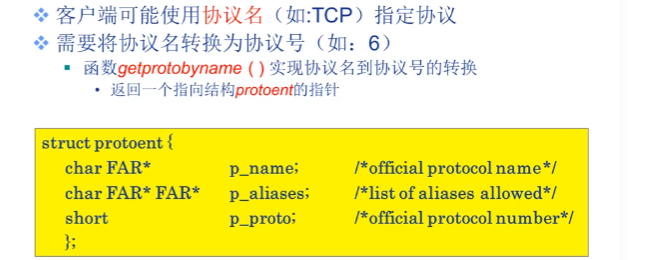 客户端可能使用协议名（如:TCP）指定协议
需要将协议名转换为协议号（如：6）
函数getprotobyname ( ) 实现协议名到协议号的转换
返回一个指向结构protoent的指针
struct protoent {
char FAR* p_name; /*official protocol name*/
char FAR* FAR* p_aliases; /*list of aliases allowed*/
short p_proto; /*official protocol number*/
};